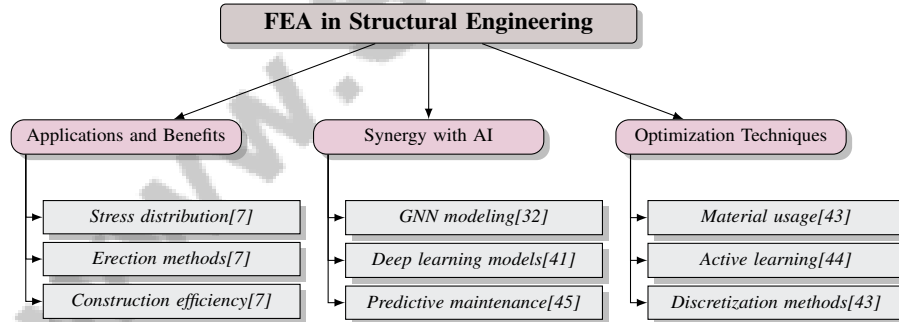 FEA in Structural Engineering
Applications and Benefits
Stress distribution[7]
Erection methods[7]
Construction efficiency[7]
Synergy with AI
GNN modeling[32]
Deep learning models[41]
Predictive maintenance[45]
Optimization Techniques
Material usage[43]
Active learning[44]
Discretization methods[43]
www.